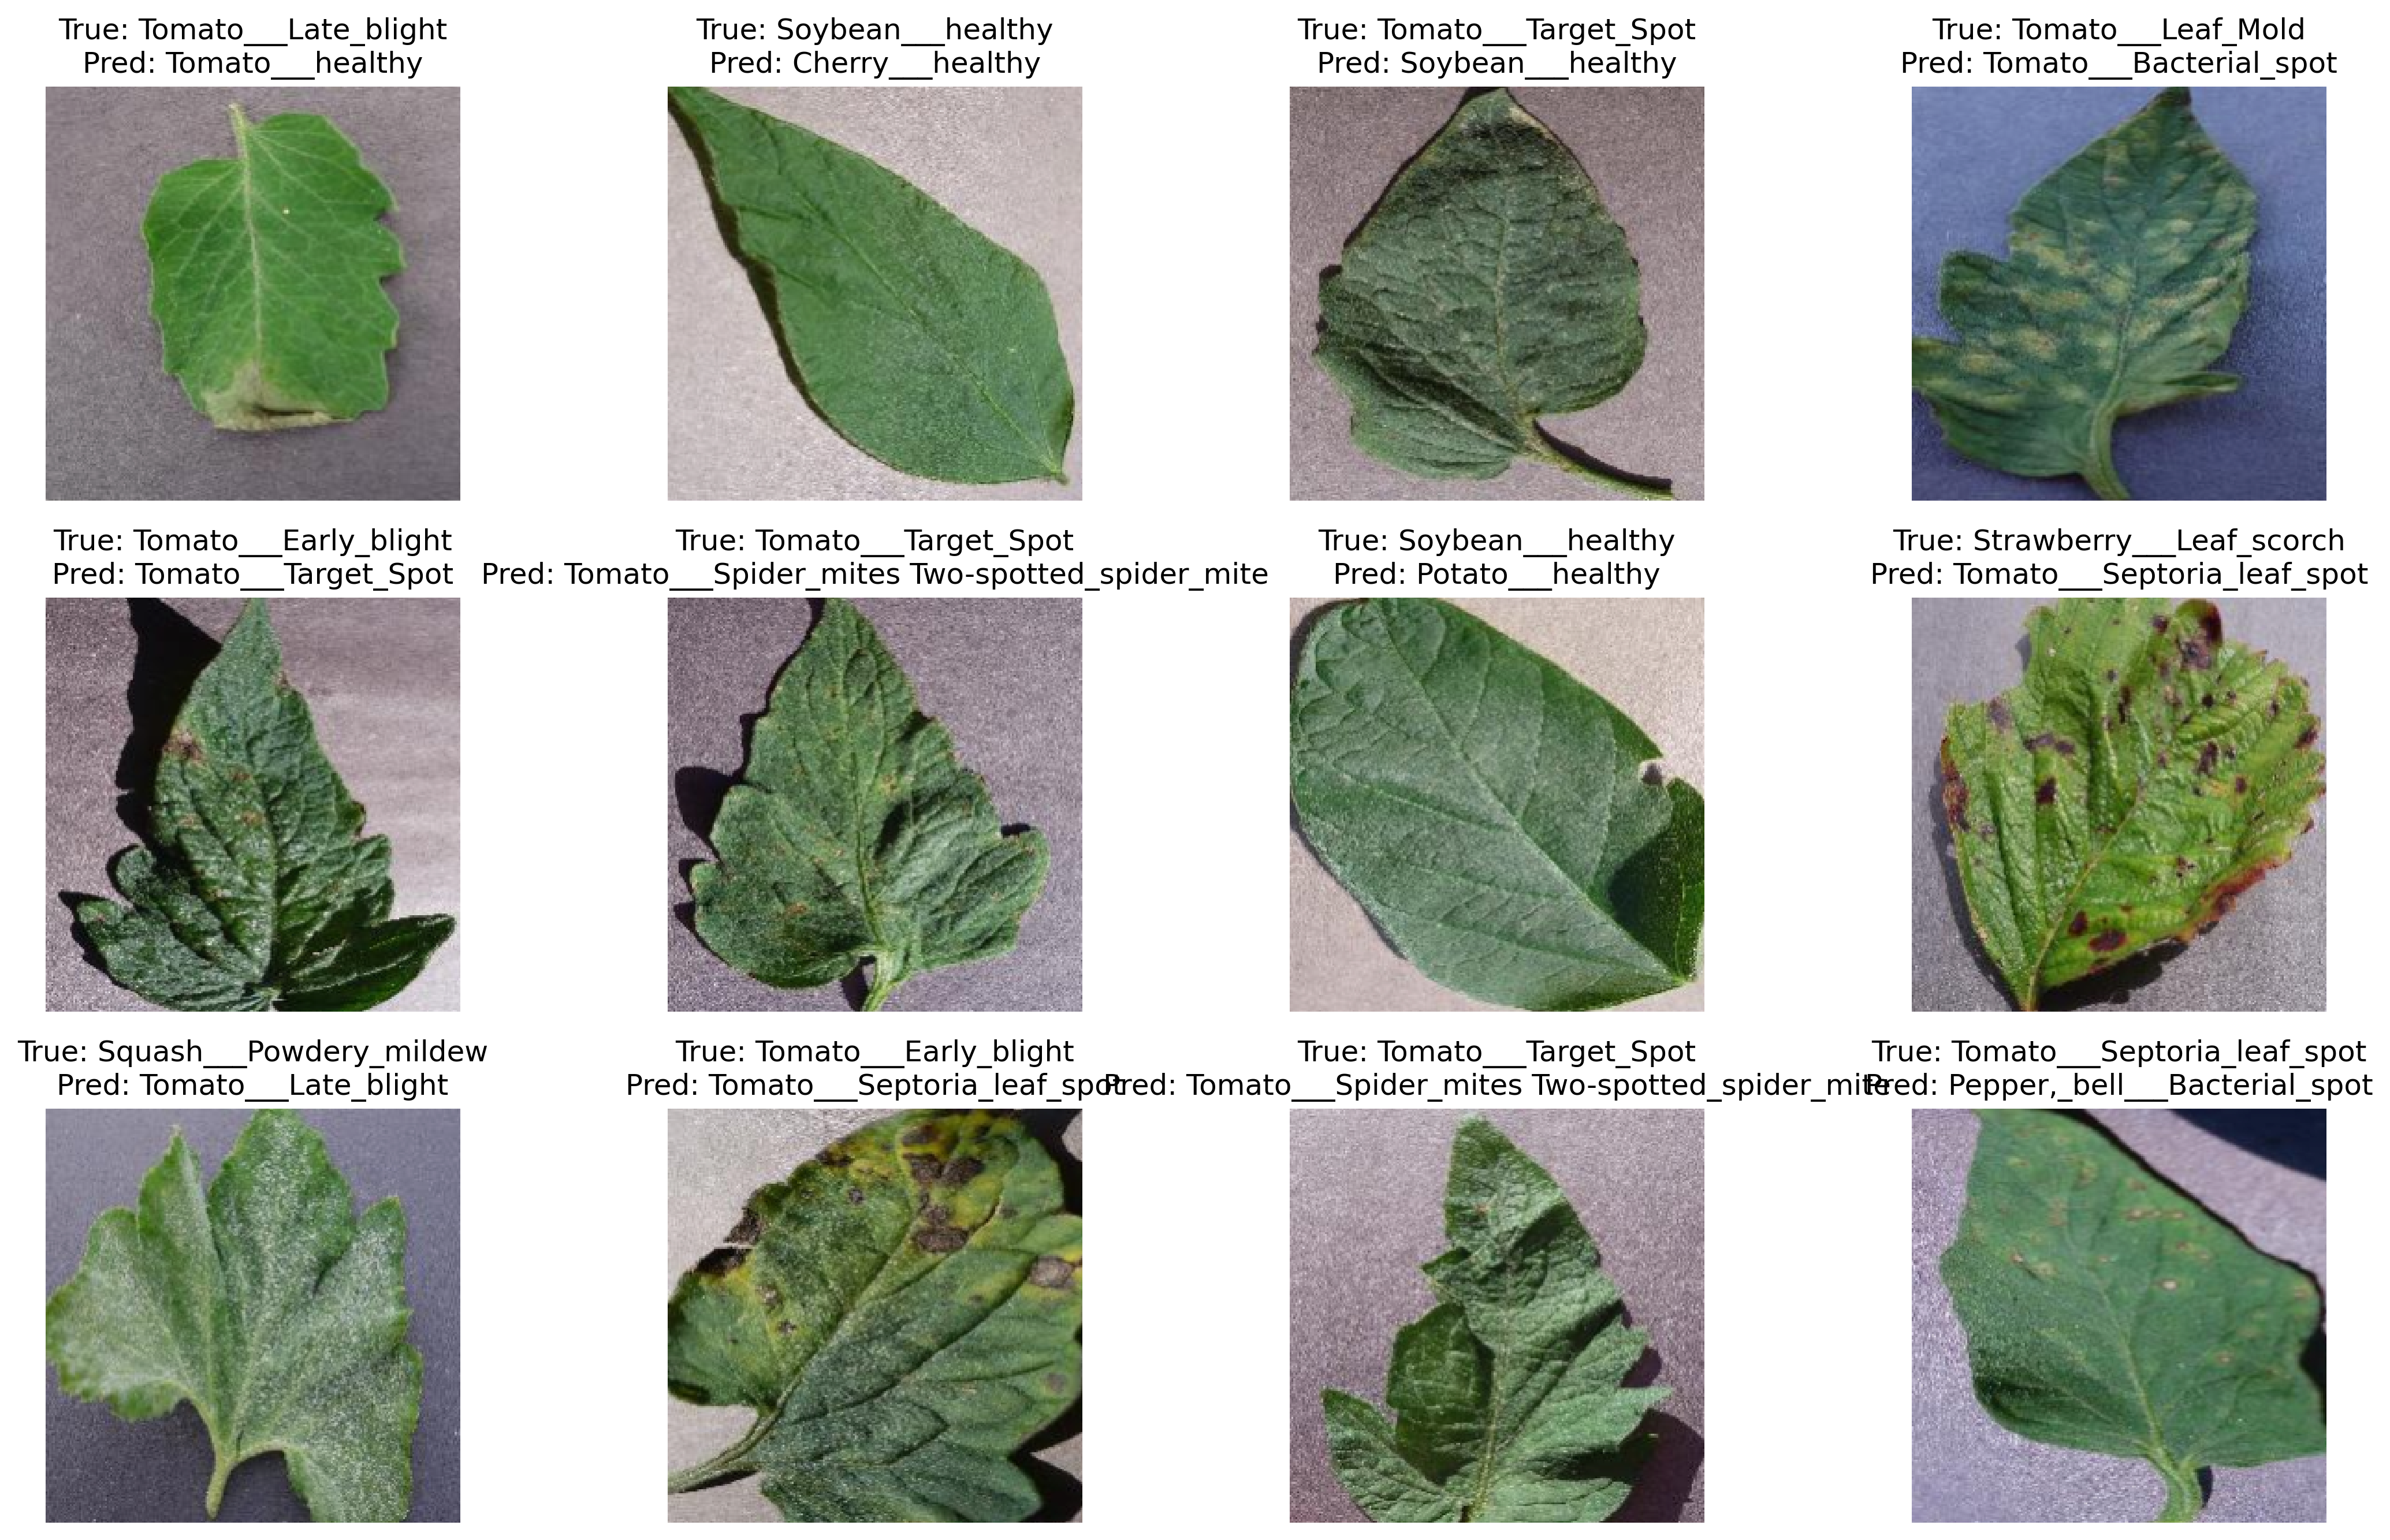 True: Tomato___Late_blight
Pred: Tomato___healthy
True: Soybean___healthy
Pred: Cherry___healthy
True: Tomato___Target_Spot
Pred: Soybean___healthy
True: Tomato___Leaf_Mold
Pred: Tomato___Bacterial_spot
True: Tomato___Early_blight
Pred: Tomato___Target_Spot
True: Tomato___Target_Spot
Pred: Tomato___Spider_mites Two-spotted_spider_mite
True: Soybean___healthy
Pred: Potato___healthy
True: Strawberry___Leaf_scorch
Pred: Tomato___Septoria_leaf_spot
True: Squash___Powdery_mildew
Pred: Tomato___Late_blight
True: Tomato___Early_blight
Pred: Tomato___Septoria_leaf_spot
True: Tomato___Target_Spot
Pred: Tomato___Spider_mites Two-spotted_spider_mite
True: Tomato___Septoria_leaf_spot
Pred: Pepper,_bell___Bacterial_spot